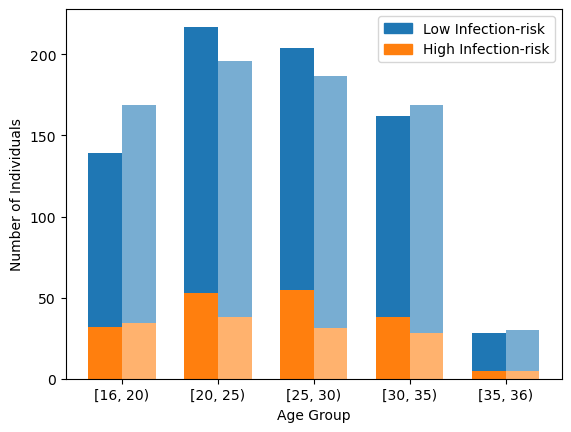 Low Infection-risk
High Infection-risk
Number of Individuals
200
150
100
50
0
[16, 20)
[20, 25)
[25, 30)
[30, 35)
[35, 36)
Age Group